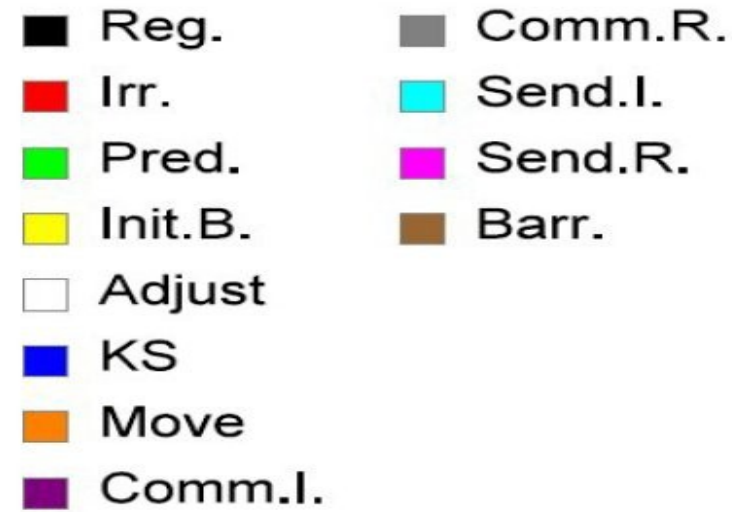 Reg.
Irr.
Pred.
Init.B.
Adjust
KS
Move
Comm.I.
Comm.R.
Send.I.
Send.R.
Barr.